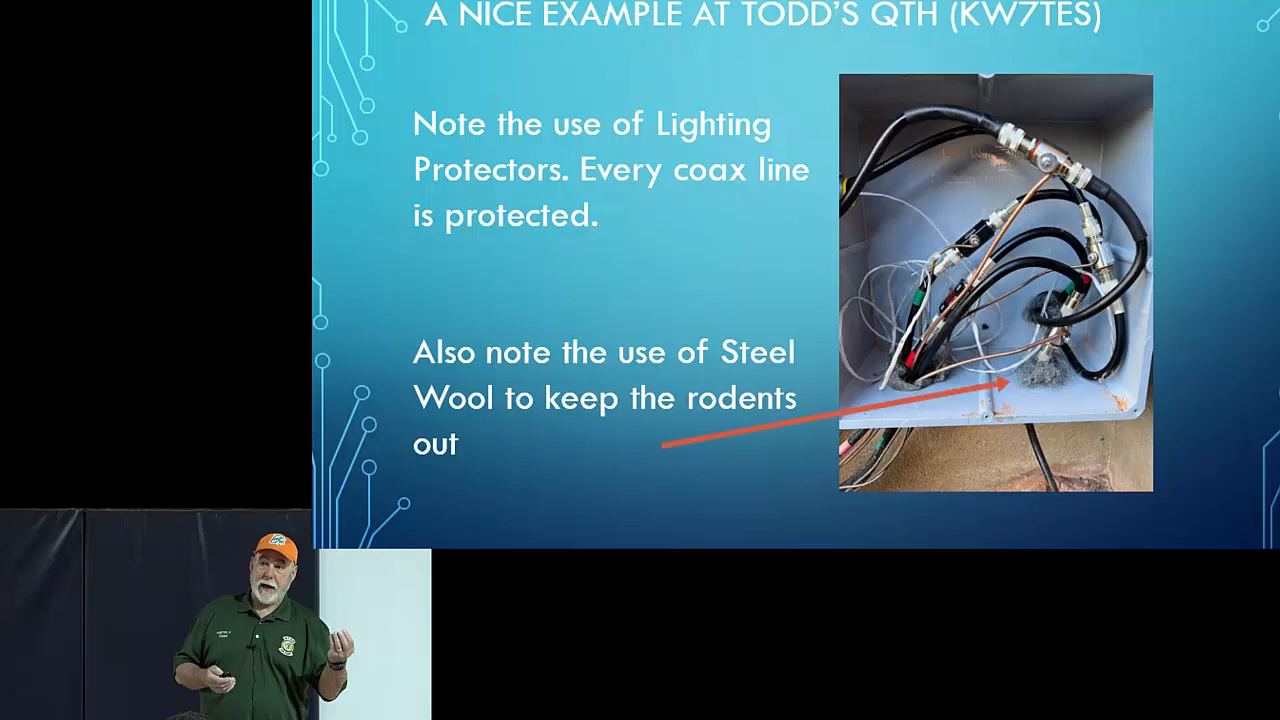 A NICE EXAMPLE AT TODD'S QTH (KW7TES)
Note the use of Lighting
Protectors. Every coax line
is protected.
Also note the use of Steel
Wool to keep the rodents
out